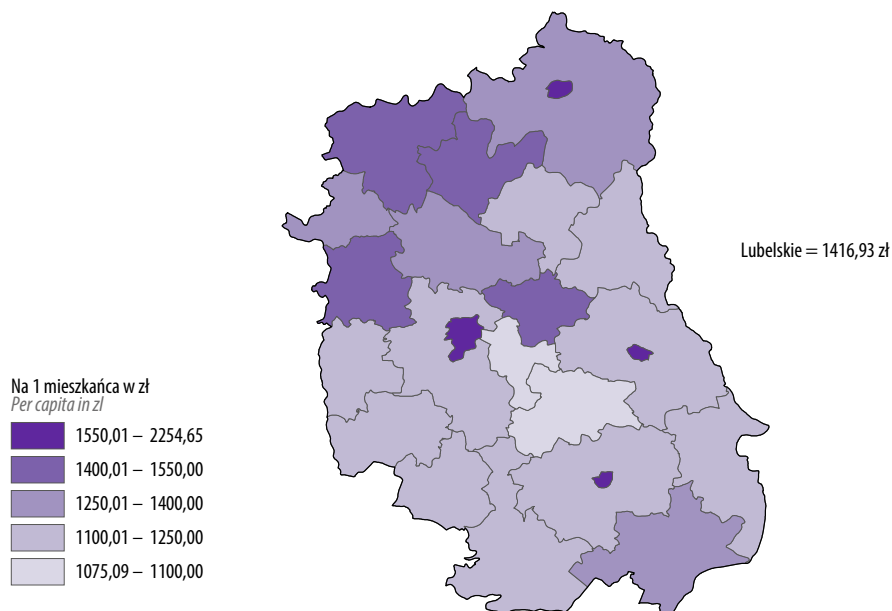 Lubelskie = 1416,93 zł
Na 1 mieszkańca w zł
Per capita in zl
1550,01 – 2254,65
1400,01 – 1550,00
1250,01 – 1400,00
1100,01 – 1250,00
1075,09 – 1100,00